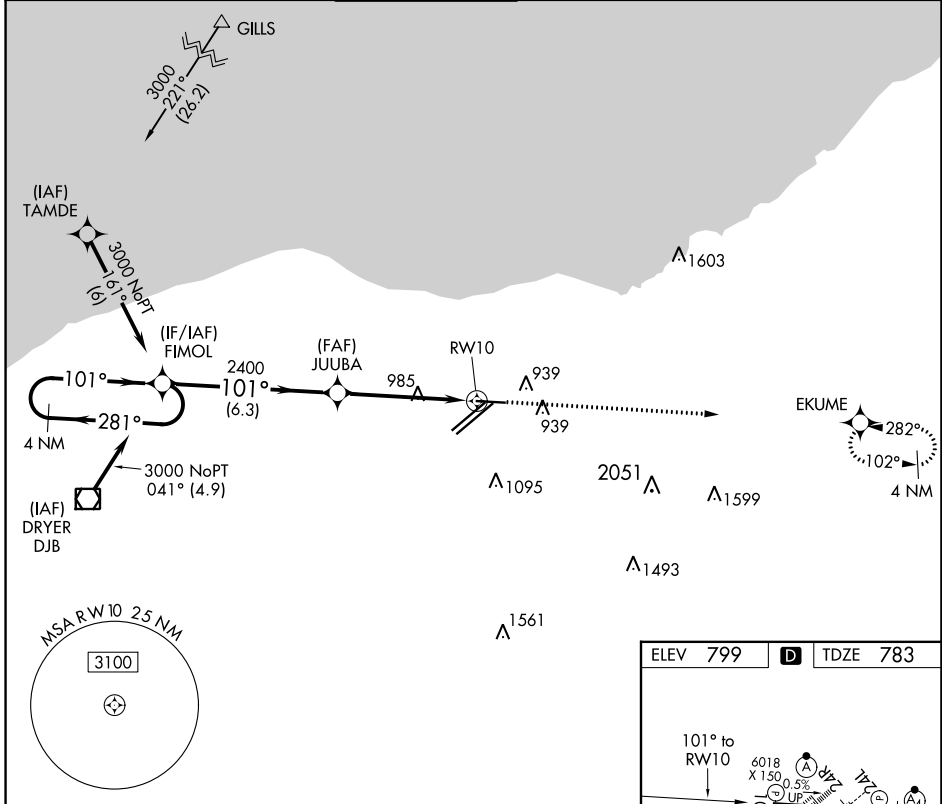 GILLS
3000
221°
(26.2)
(IAF)
TAMDE
3000 NoPT
161°
(6)
1603
(IF/IAF)
FIMOL
2400
101°
(6.3)
(FAF)
JUUBA
RW10
985
939
939
101°
281°
4 NM
EKUME
282°
102°
4 NM
3000 NoPT
041° (4.9)
(IAF)
DRYER
DJB
1095
2051
1599
1493
1561
MSA RW10 25 NM
3100
ELEV 799 D TDZE 783
101° to
RW10
6018
X 150
0.5%
UP
A
24R
24L
P
P